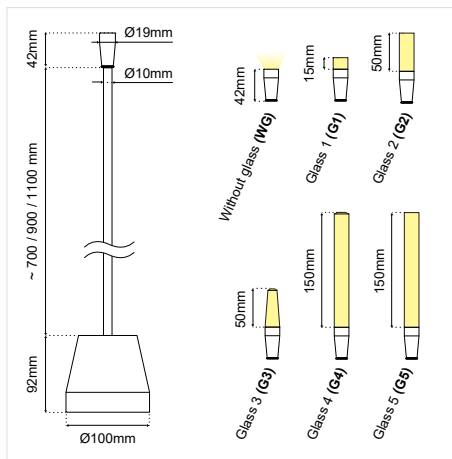 42mm
Ø19mm
Ø10mm
~ 700 / 900 / 1100 mm
92mm
Ø100mm
42mm
Without glass (WG)
15mm
Glass 1 (G1)
50mm
Glass 2 (G2)
50mm
Glass 3 (G3)
150mm
Glass 4 (G4)
150mm
Glass 5 (G5)